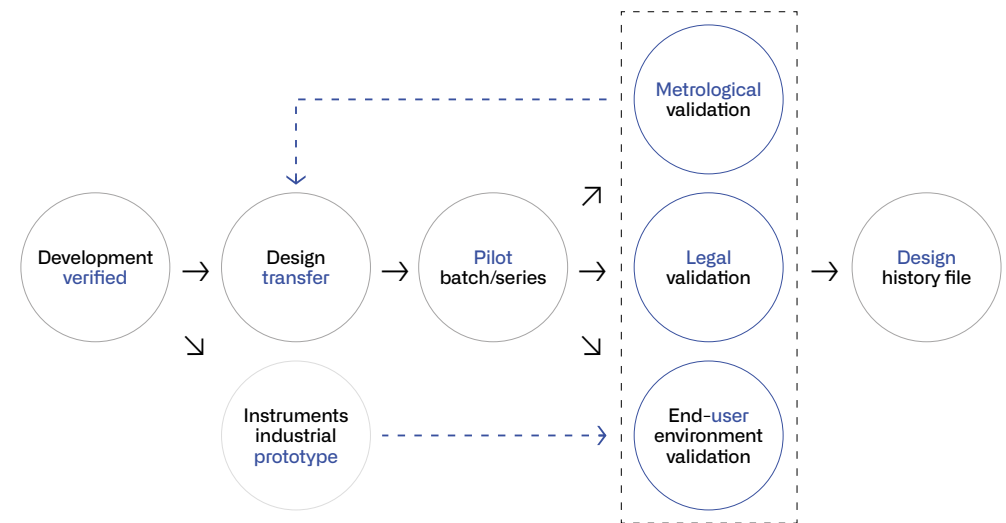 Metrological
validation
Development
verified
Design
transfer
Pilot
batch/series
Legal
validation
Design
history file
Instruments
industrial
prototype
End-user
environment
validation